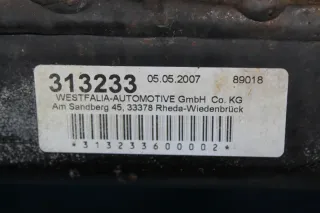 313233 05.05.2007 89018
WESTFALIA-AUTOMOTIVE GmbH Co. KG
Am Sandberg 45, 33378 Rheda-Wiedenbrück
*313233600002*